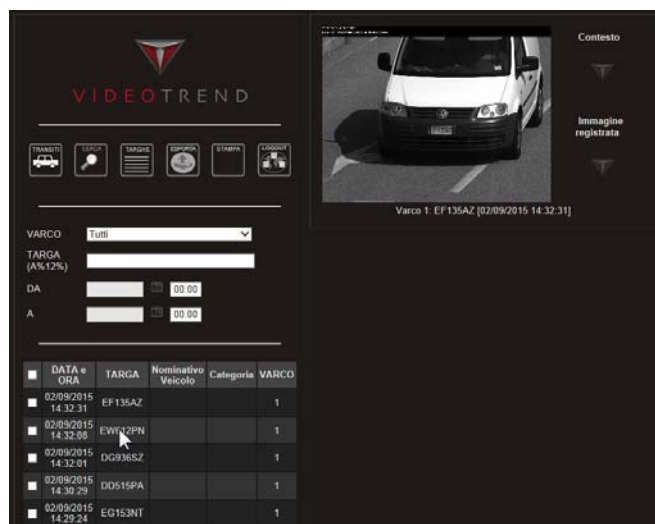 VIDEOTREND
TRANSITI
CERCA
TARGHE
ESPORTA
STAMPA
LOGOUT
VARCO
Tutti
TARGA
(A%12%)
DA
00:00
A
00:00
DATA e ORA TARGA Nominativo Veicolo Categoria VARCO
02/09/2015 14:32:31 EF135AZ 1
02/09/2015 14:32:08 EW612PN 1
02/09/2015 14:32:01 DG936SZ 1
02/09/2015 14:30:29 DD515PA 1
02/09/2015 14:29:24 EG153NT 1
Contesto
Immagine
registrata
Varco 1: EF135AZ [02/09/2015 14:32:31]